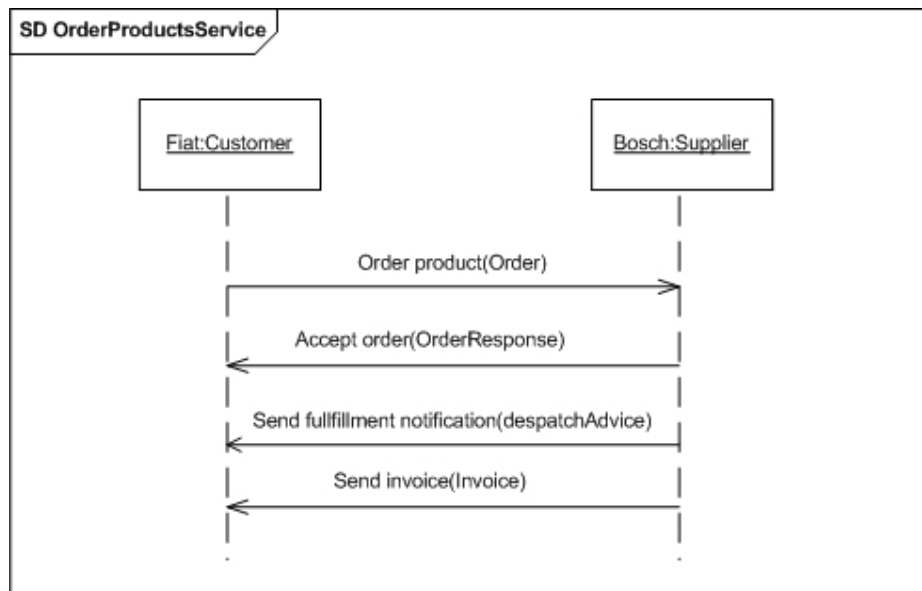 SD OrderProductsService
Fiat:Customer
Bosch:Supplier
Order product(Order)
Accept order(OrderResponse)
Send fullfillment notification(despatchAdvice)
Send invoice(Invoice)